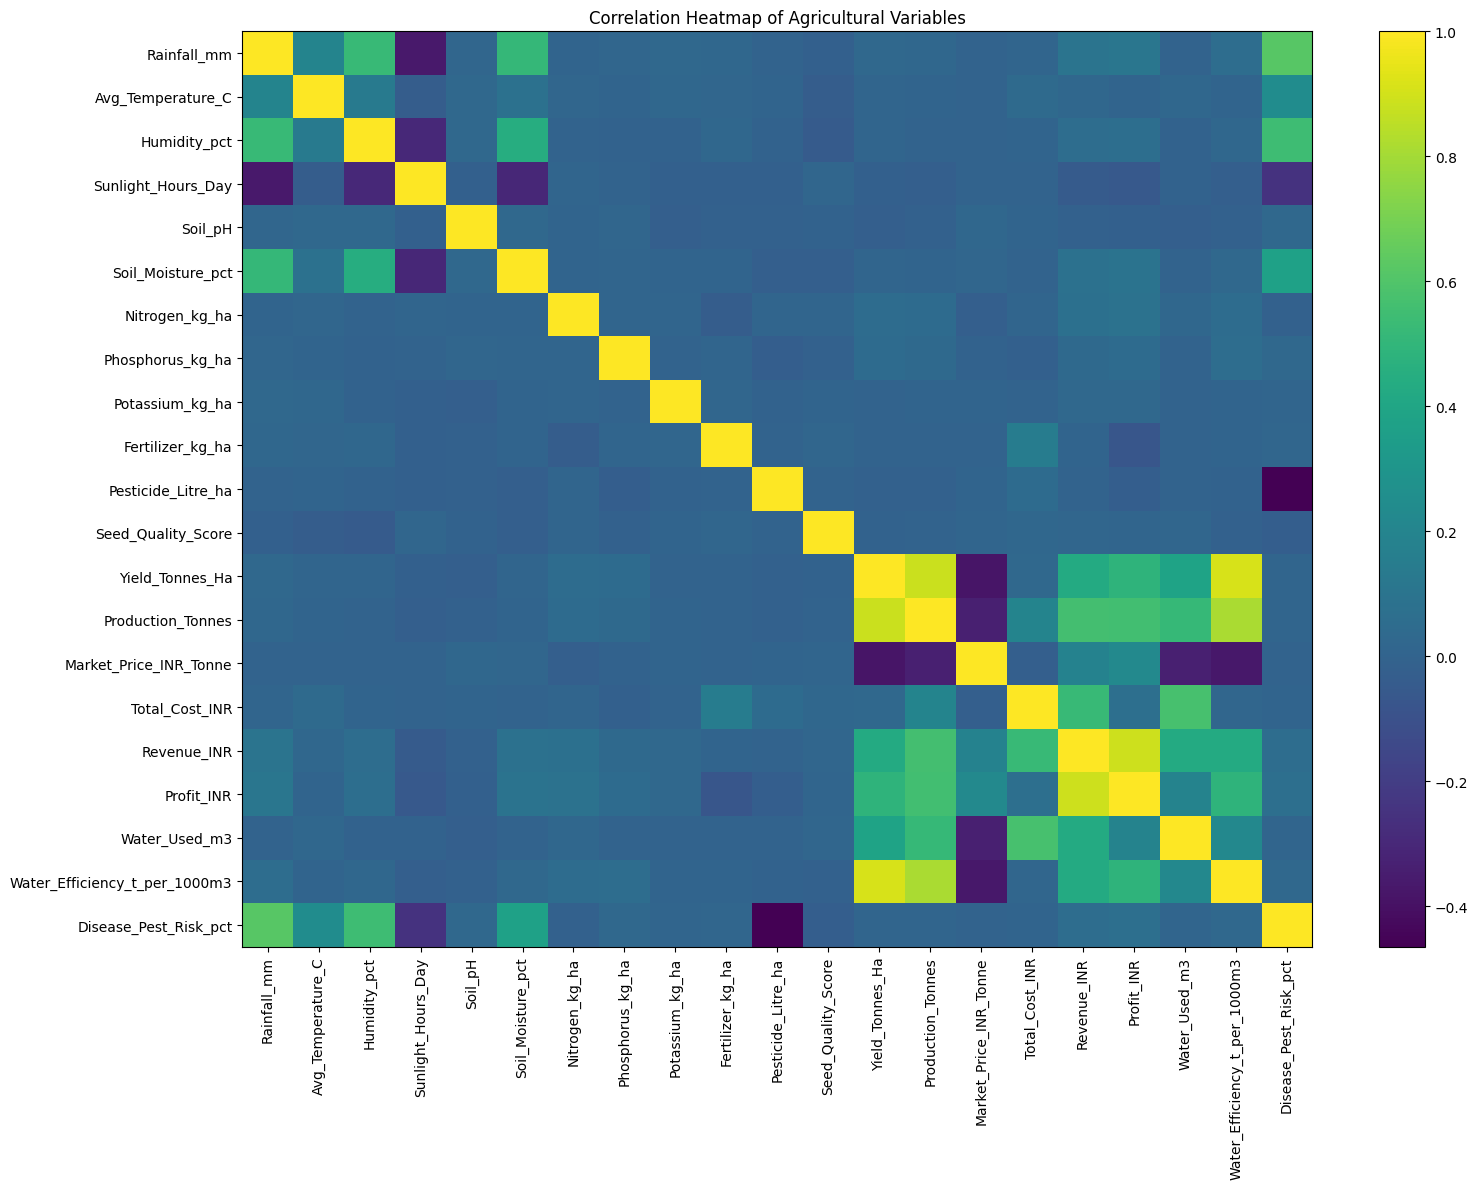 Correlation Heatmap of Agricultural Variables
Rainfall_mm
Avg_Temperature_C
Humidity_pct
Sunlight_Hours_Day
Soil_pH
Soil_Moisture_pct
Nitrogen_kg_ha
Phosphorus_kg_ha
Potassium_kg_ha
Fertilizer_kg_ha
Pesticide_Litre_ha
Seed_Quality_Score
Yield_Tonnes_Ha
Production_Tonnes
Market_Price_INR_Tonne
Total_Cost_INR
Revenue_INR
Profit_INR
Water_Used_m3
Water_Efficiency_t_per_1000m3
Disease_Pest_Risk_pct
Rainfall_mm
Avg_Temperature_C
Humidity_pct
Sunlight_Hours_Day
Soil_pH
Soil_Moisture_pct
Nitrogen_kg_ha
Phosphorus_kg_ha
Potassium_kg_ha
Fertilizer_kg_ha
Pesticide_Litre_ha
Seed_Quality_Score
Yield_Tonnes_Ha
Production_Tonnes
Market_Price_INR_Tonne
Total_Cost_INR
Revenue_INR
Profit_INR
Water_Used_m3
Water_Efficiency_t_per_1000m3
Disease_Pest_Risk_pct
1.0
0.8
0.6
0.4
0.2
0.0
−0.2
−0.4